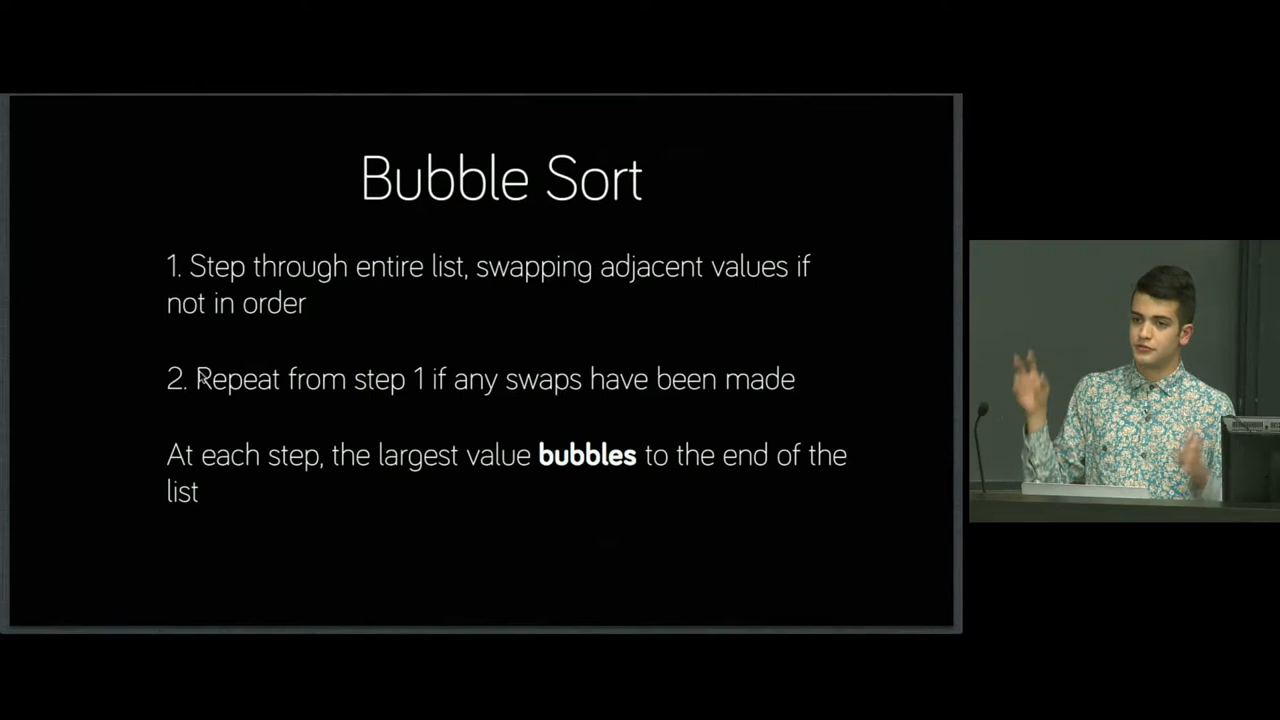 Bubble Sort
1. Step through entire list, swapping adjacent values if
not in order
2. Repeat from step 1 if any swaps have been made
At each step, the largest value bubbles to the end of the
list